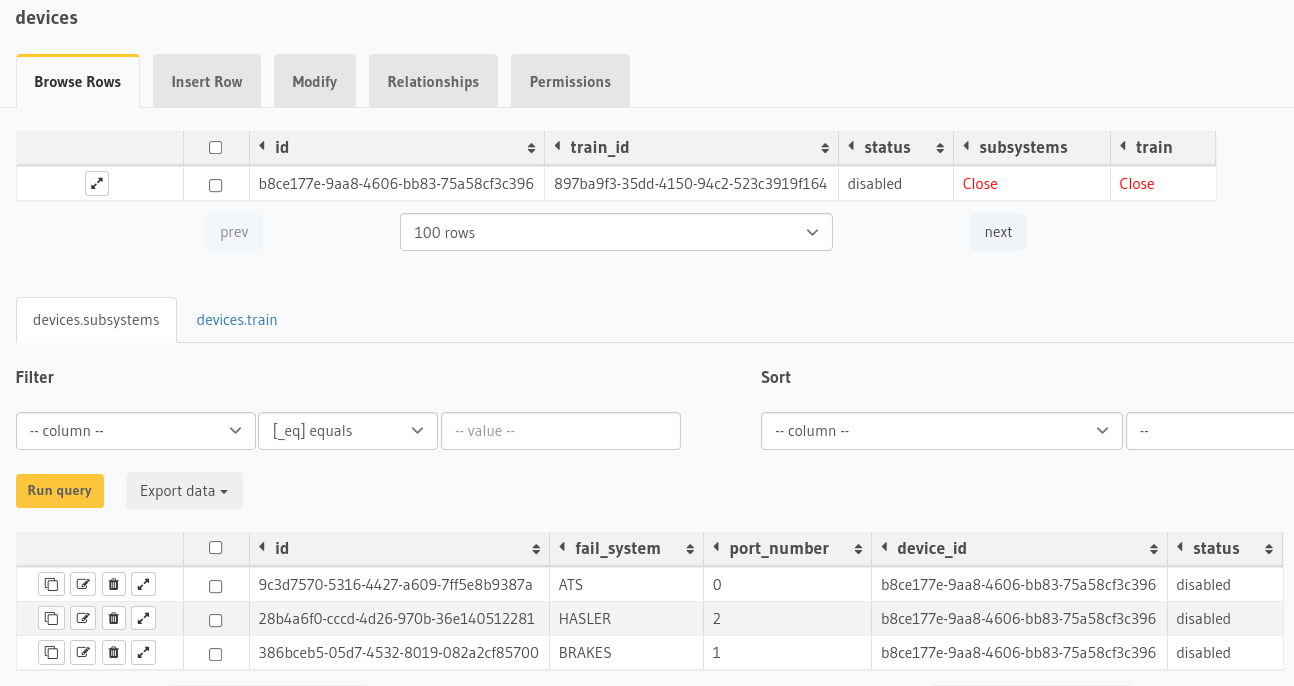 devices
Browse Rows Insert Row Modify Relationships Permissions
id train_id status subsystems train
b8ce177e-9aa8-4606-bb83-75a58cf3c396 897ba9f3-35dd-4150-94c2-523c3919f164 disabled Close Close
prev 100 rows next
devices.subsystems devices.train
Filter Sort
-- column -- [_eq] equals -- value -- -- column -- --
Run query Export data
id fail_system port_number device_id status
9c3d7570-5316-4427-a609-7ff5e8b9387a ATS 0 b8ce177e-9aa8-4606-bb83-75a58cf3c396 disabled
28b4a6f0-cccd-4d26-970b-36e140512281 HASLER 2 b8ce177e-9aa8-4606-bb83-75a58cf3c396 disabled
386bceb5-05d7-4532-8019-082a2cf85700 BRAKES 1 b8ce177e-9aa8-4606-bb83-75a58cf3c396 disabled